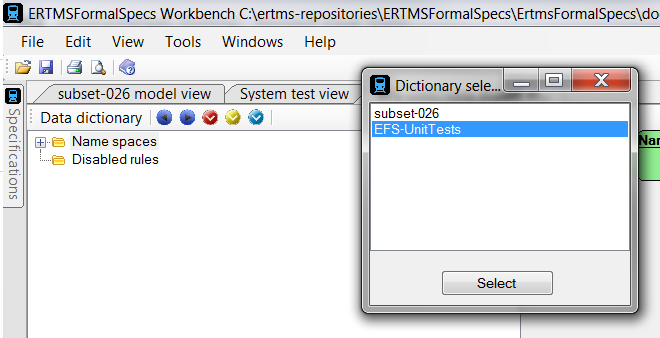 ERTMSFormalSpecs Workbench C:\ertms-repositories\ERTMSFormalSpecs\ErtmsFormalSpecs\do
File Edit View Tools Windows Help
Specifications
subset-026 model view System test view
Data dictionary
Name spaces
Disabled rules
Dictionary sele...
subset-026
EFS-UnitTests
Select